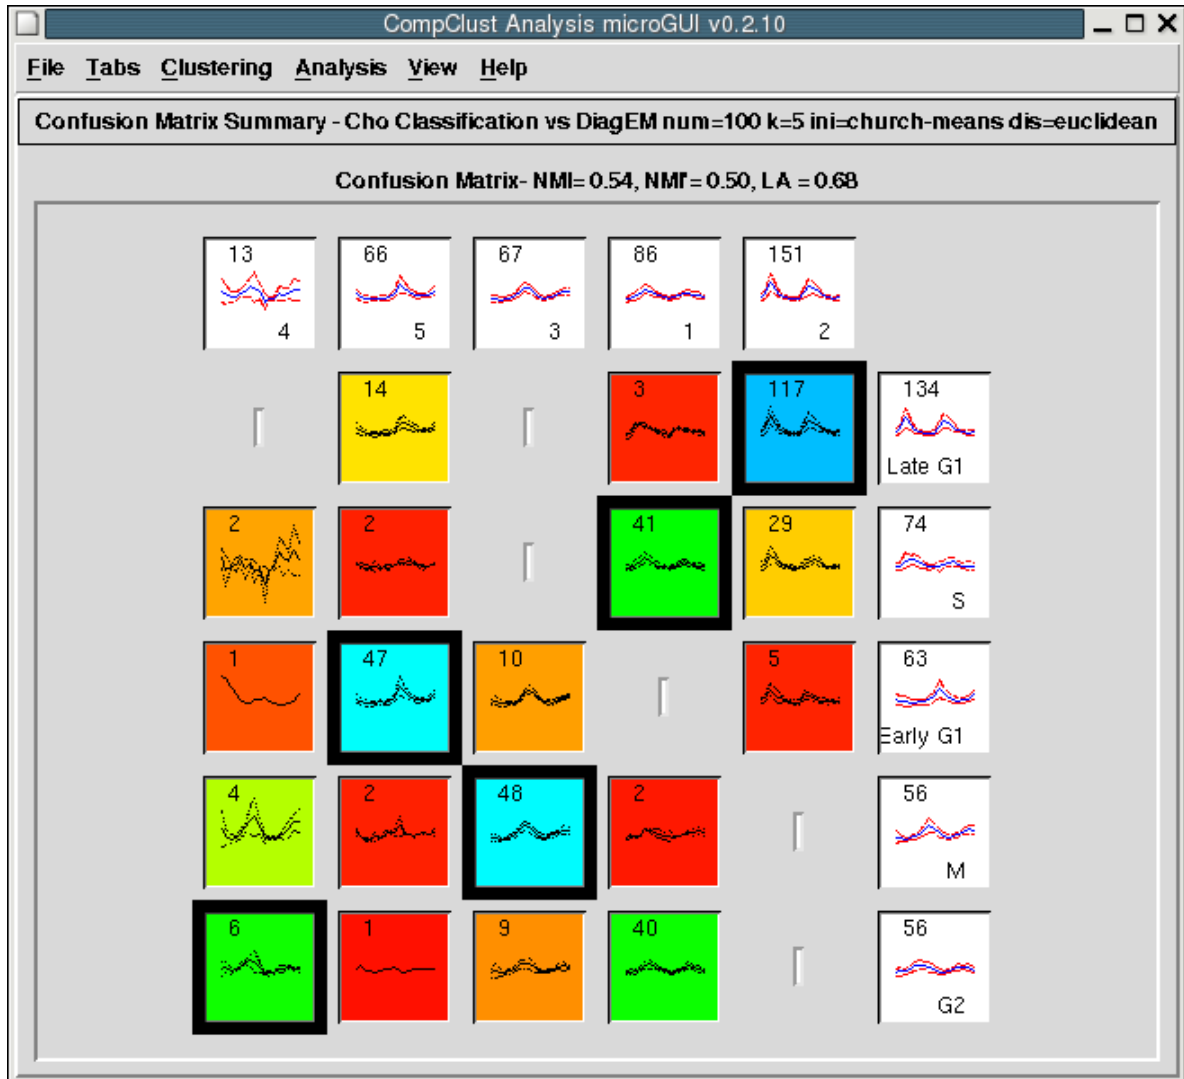 CompClust Analysis microGUI v0.2.10
File Tabs Clustering Analysis View Help
Confusion Matrix Summary - Cho Classification vs DiagEM num=100 k=5 ini=church-means dis=euclidean
Confusion Matrix- NMI= 0.54, NMI'= 0.50, LA = 0.68
13 66 67 86 151
4 5 3 1 2
14 3 117 134
Late G1
2 2 41 29 74
S
1 47 10 5 63
Early G1
4 2 48 2 56
M
6 1 9 40 56
G2